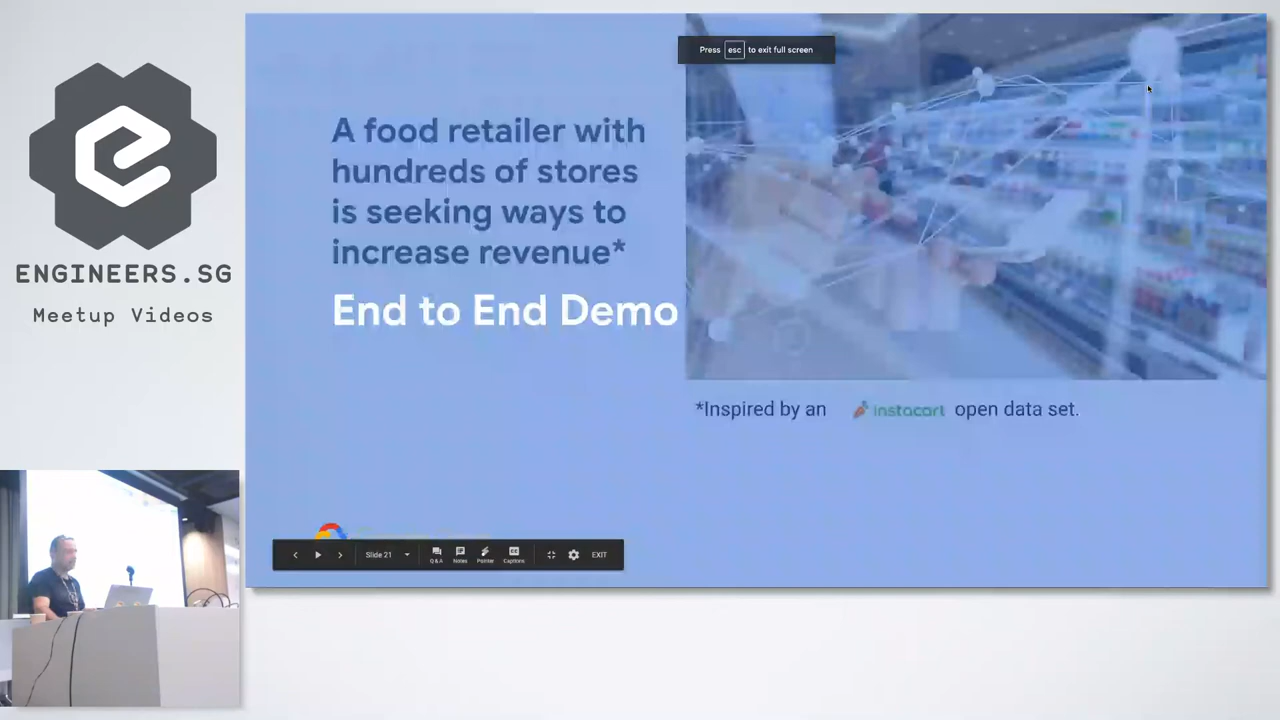 ENGINEERS.SG
Meetup Videos
Press esc to exit full screen
A food retailer with
hundreds of stores
is seeking ways to
increase revenue*
End to End Demo
*Inspired by an instacart open data set.
Slide 21
Q & A
Notes
Pointer
Captions
EXIT